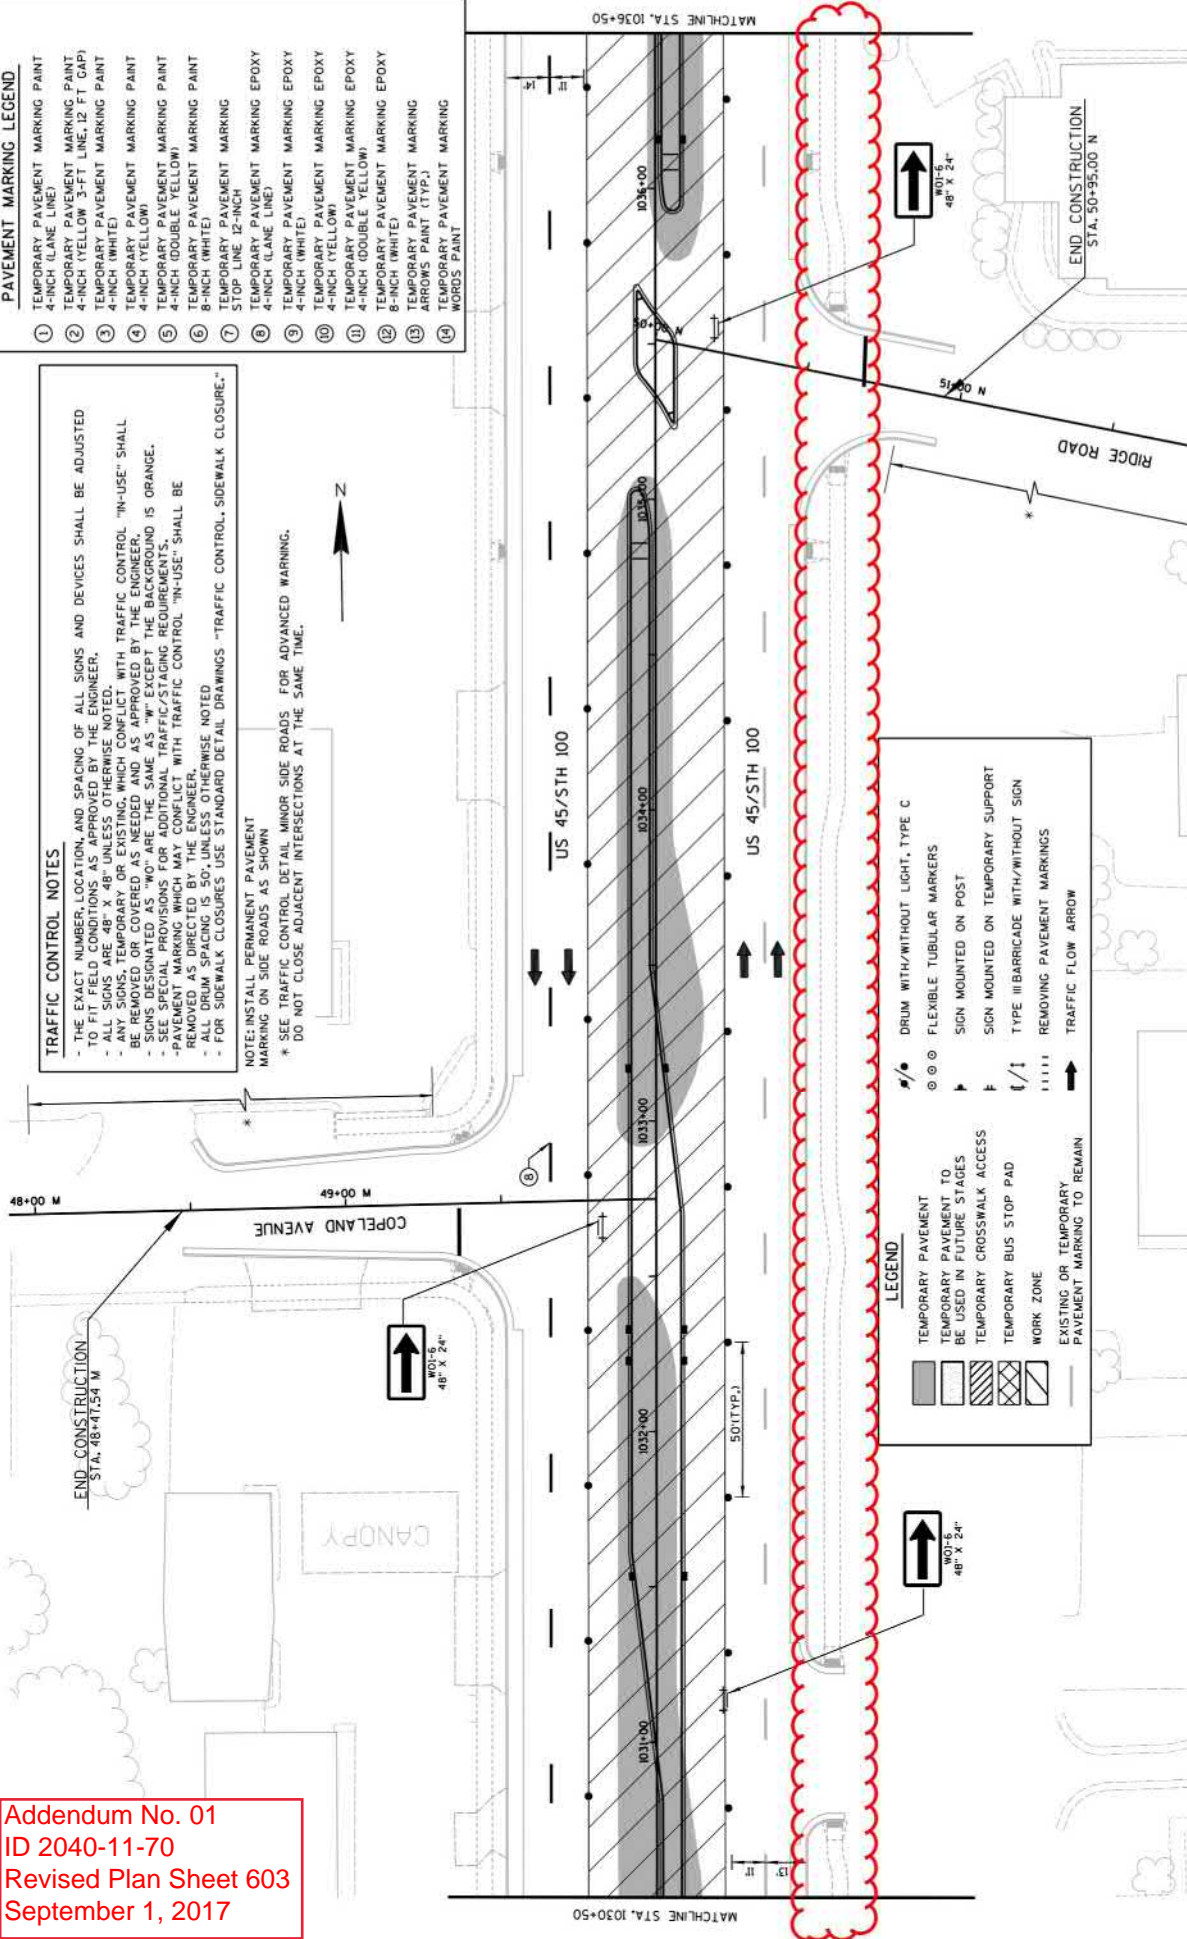 PAVEMENT MARKING LEGEND
1 TEMPORARY PAVEMENT MARKING PAINT
4-INCH (LANE LINE)
2 TEMPORARY PAVEMENT MARKING PAINT
4-INCH (YELLOW 3-FT LINE, 12 FT GAP)
3 TEMPORARY PAVEMENT MARKING PAINT
4-INCH (WHITE)
4 TEMPORARY PAVEMENT MARKING PAINT
4-INCH (YELLOW)
5 TEMPORARY PAVEMENT MARKING PAINT
4-INCH (DOUBLE YELLOW)
6 TEMPORARY PAVEMENT MARKING PAINT
8-INCH (WHITE)
7 TEMPORARY PAVEMENT MARKING
STOP LINE 12-INCH
8 TEMPORARY PAVEMENT MARKING EPOXY
4-INCH (LANE LINE)
9 TEMPORARY PAVEMENT MARKING EPOXY
4-INCH (WHITE)
10 TEMPORARY PAVEMENT MARKING EPOXY
4-INCH (YELLOW)
11 TEMPORARY PAVEMENT MARKING EPOXY
4-INCH (DOUBLE YELLOW)
12 TEMPORARY PAVEMENT MARKING EPOXY
8-INCH (WHITE)
13 TEMPORARY PAVEMENT MARKING
ARROWS PAINT (TYP.)
14 TEMPORARY PAVEMENT MARKING
WORDS PAINT
TRAFFIC CONTROL NOTES
- THE EXACT NUMBER, LOCATION, AND SPACING OF ALL SIGNS AND DEVICES SHALL BE ADJUSTED
TO FIT FIELD CONDITIONS AS APPROVED BY THE ENGINEER.
- ALL SIGNS ARE 48" X 48" UNLESS OTHERWISE NOTED.
- ANY SIGNS, TEMPORARY OR EXISTING, WHICH CONFLICT WITH TRAFFIC CONTROL "IN-USE" SHALL
BE REMOVED OR COVERED AS NEEDED AND AS APPROVED BY THE ENGINEER.
- SIGNS DESIGNATED AS "WO" ARE THE SAME AS "W" EXCEPT THE BACKGROUND IS ORANGE.
- SEE SPECIAL PROVISIONS FOR ADDITIONAL TRAFFIC/STAGING REQUIREMENTS.
-PAVEMENT MARKING WHICH MAY CONFLICT WITH TRAFFIC CONTROL "IN-USE" SHALL BE
REMOVED AS DIRECTED BY THE ENGINEER.
- ALL DRUM SPACING IS 50', UNLESS OTHERWISE NOTED
- FOR SIDEWALK CLOSURES USE STANDARD DETAIL DRAWINGS "TRAFFIC CONTROL, SIDEWALK CLOSURE."
NOTE: INSTALL PERMANENT PAVEMENT
MARKING ON SIDE ROADS AS SHOWN
* SEE TRAFFIC CONTROL DETAIL MINOR SIDE ROADS FOR ADVANCED WARNING.
DO NOT CLOSE ADJACENT INTERSECTIONS AT THE SAME TIME.
N
*
48+00 M
49+00 M
COPELAND AVENUE
END CONSTRUCTION
STA. 48+47.54 M
CANOPY
WO1-6
48" X 24"
8
US 45/STH 100
US 45/STH 100
1031+00
1032+00
1033+00
1034+00
1035+00
1036+00
50+00 N
50'(TYP.)
14'
11'
11'
13'
MATCHLINE STA. 1030+50
MATCHLINE STA. 1036+50
WO1-6
48" X 24"
WO1-6
48" X 24"
END CONSTRUCTION
STA. 50+95.00 N
51+00 N
RIDGE ROAD
*
LEGEND
TEMPORARY PAVEMENT
TEMPORARY PAVEMENT TO
BE USED IN FUTURE STAGES
TEMPORARY CROSSWALK ACCESS
TEMPORARY BUS STOP PAD
WORK ZONE
EXISTING OR TEMPORARY
PAVEMENT MARKING TO REMAIN
DRUM WITH/WITHOUT LIGHT, TYPE C
FLEXIBLE TUBULAR MARKERS
SIGN MOUNTED ON POST
SIGN MOUNTED ON TEMPORARY SUPPORT
TYPE III BARRICADE WITH/WITHOUT SIGN
REMOVING PAVEMENT MARKINGS
TRAFFIC FLOW ARROW
Addendum No. 01
ID 2040-11-70
Revised Plan Sheet 603
September 1, 2017